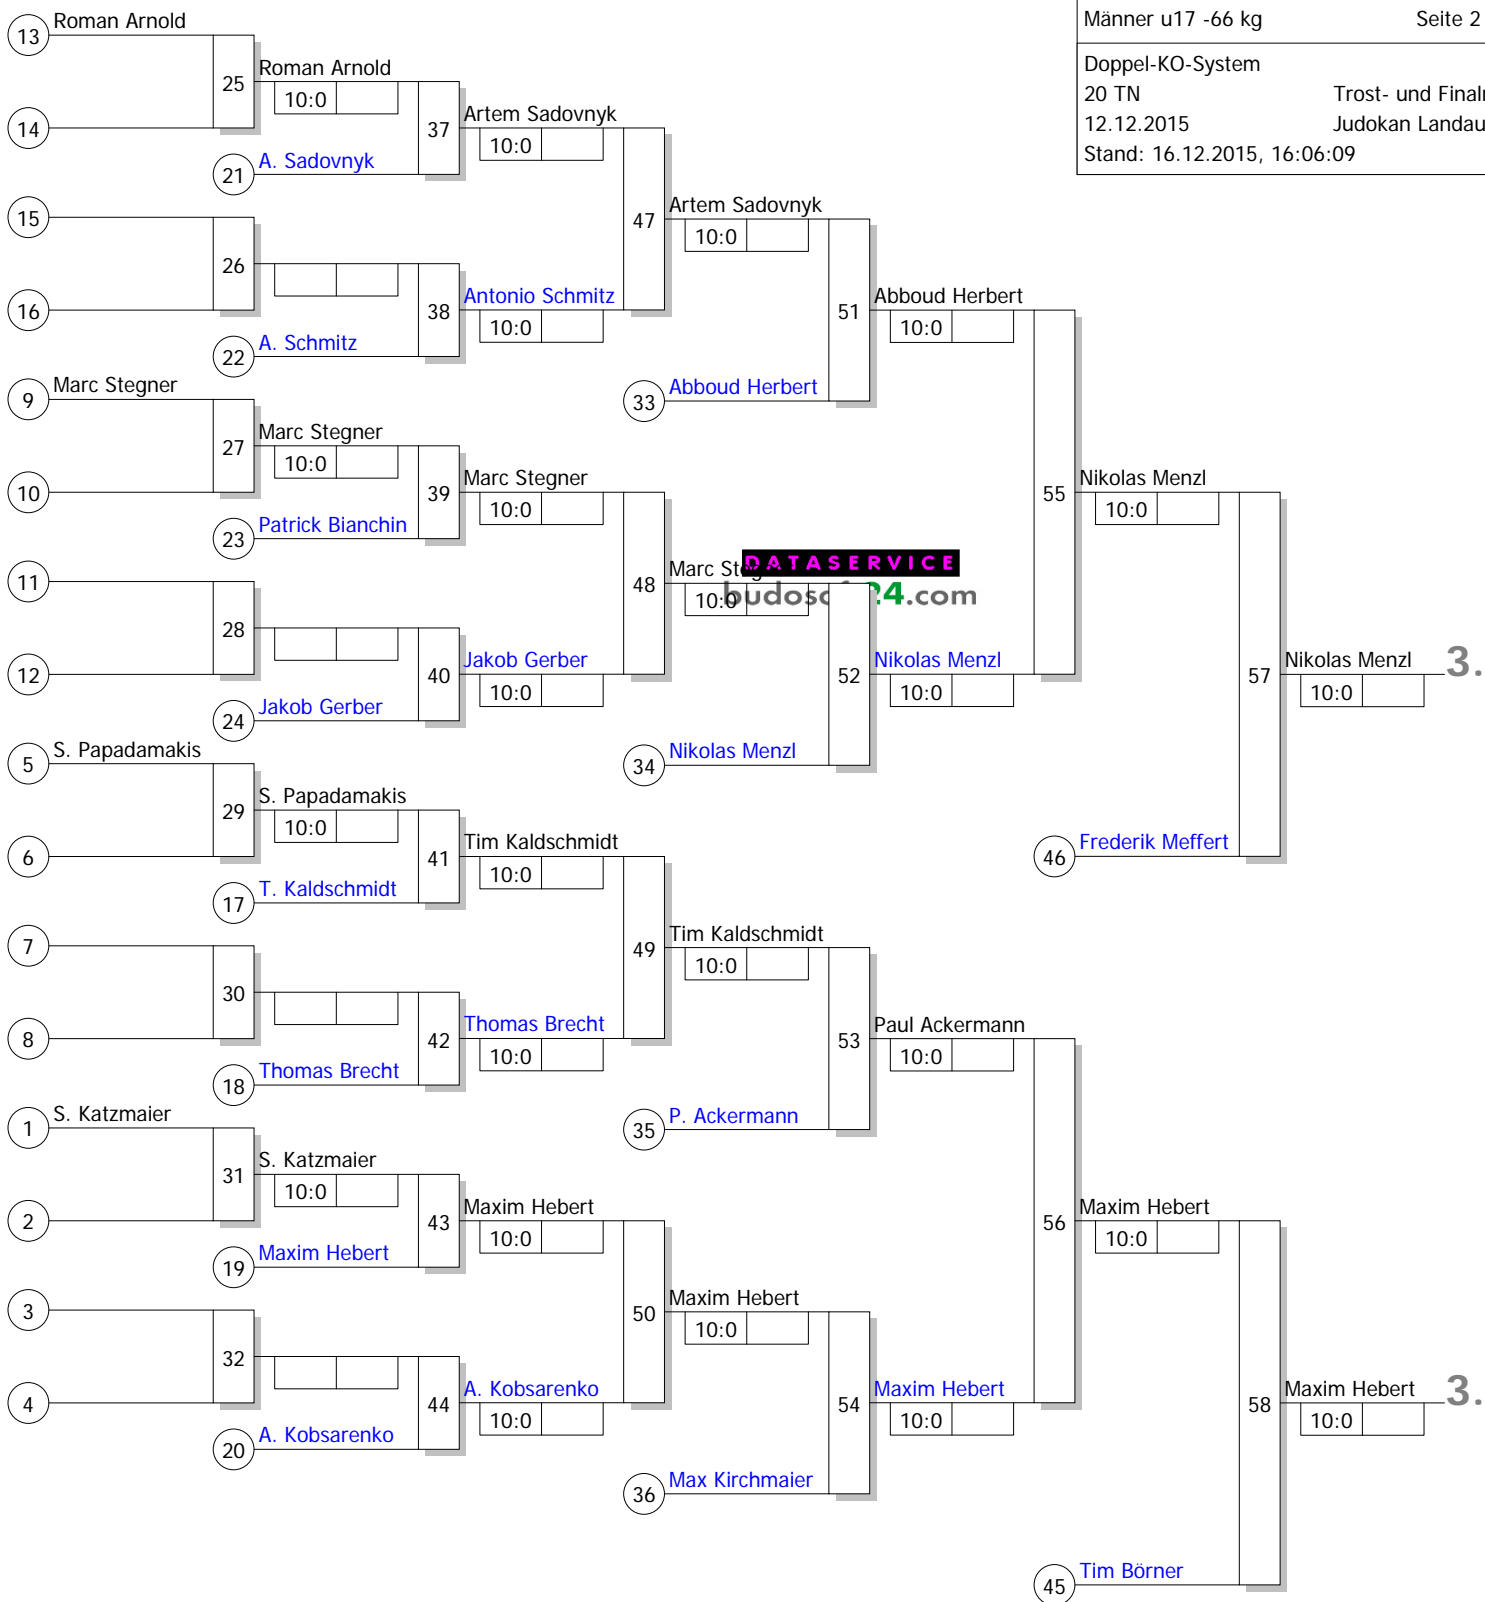 Männer u17 -66 kg Seite 2
Doppel-KO-System
20 TN Trost- und Finalr
12.12.2015 Judokan Landau
Stand: 16.12.2015, 16:06:09
13 Roman Arnold
25 Roman Arnold
10:0
14
37 Artem Sadovnyk
10:0
21 A. Sadovnyk
15
47 Artem Sadovnyk
10:0
26
16
38 Antonio Schmitz
10:0
22 A. Schmitz
51 Abboud Herbert
10:0
33 Abboud Herbert
9 Marc Stegner
27 Marc Stegner
10:0
10
39 Marc Stegner
10:0
23 Patrick Bianchin
55 Nikolas Menzl
10:0
11
48 Marc Stegner
10:0
DATASERVICE
budosoft24.com
28
12
40 Jakob Gerber
10:0
24 Jakob Gerber
52 Nikolas Menzl
10:0
34 Nikolas Menzl
57 Nikolas Menzl 3.
10:0
5 S. Papadamakis
29 S. Papadamakis
10:0
6
41 Tim Kaldschmidt
10:0
17 T. Kaldschmidt
46 Frederik Meffert
7
49 Tim Kaldschmidt
10:0
30
8
42 Thomas Brecht
10:0
18 Thomas Brecht
53 Paul Ackermann
10:0
35 P. Ackermann
1 S. Katzmaier
31 S. Katzmaier
10:0
2
43 Maxim Hebert
10:0
19 Maxim Hebert
56 Maxim Hebert
10:0
3
50 Maxim Hebert
10:0
32
4
44 A. Kobsarenko
10:0
20 A. Kobsarenko
54 Maxim Hebert
10:0
36 Max Kirchmaier
58 Maxim Hebert 3.
10:0
45 Tim Börner